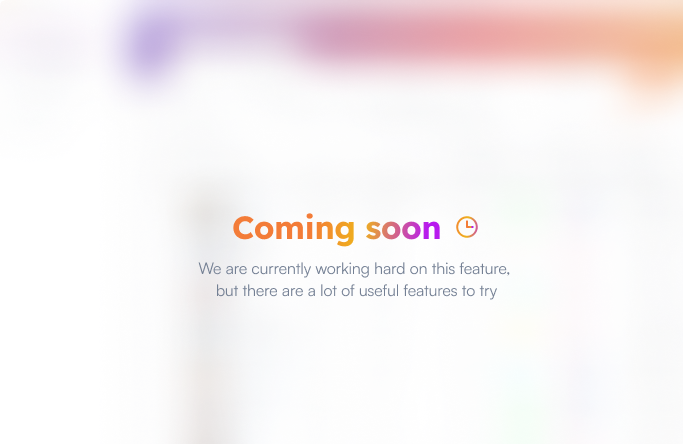 Coming soon
We are currently working hard on this feature,
but there are a lot of useful features to try